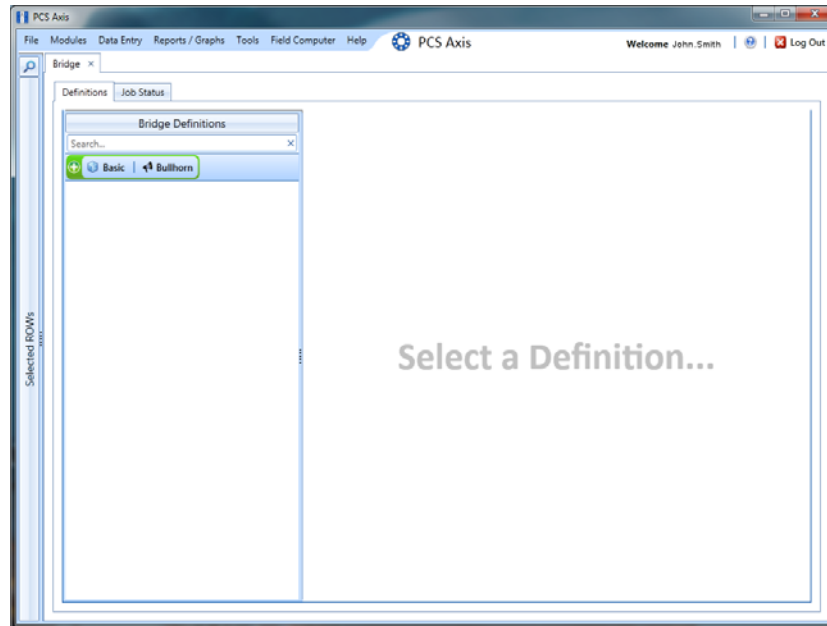 PCS Axis
File Modules Data Entry Reports / Graphs Tools Field Computer Help PCS Axis Welcome John.Smith | | Log Out
Bridge ×
Definitions Job Status
Bridge Definitions
Search... ×
Basic | Bullhorn
Selected ROWs
Select a Definition...